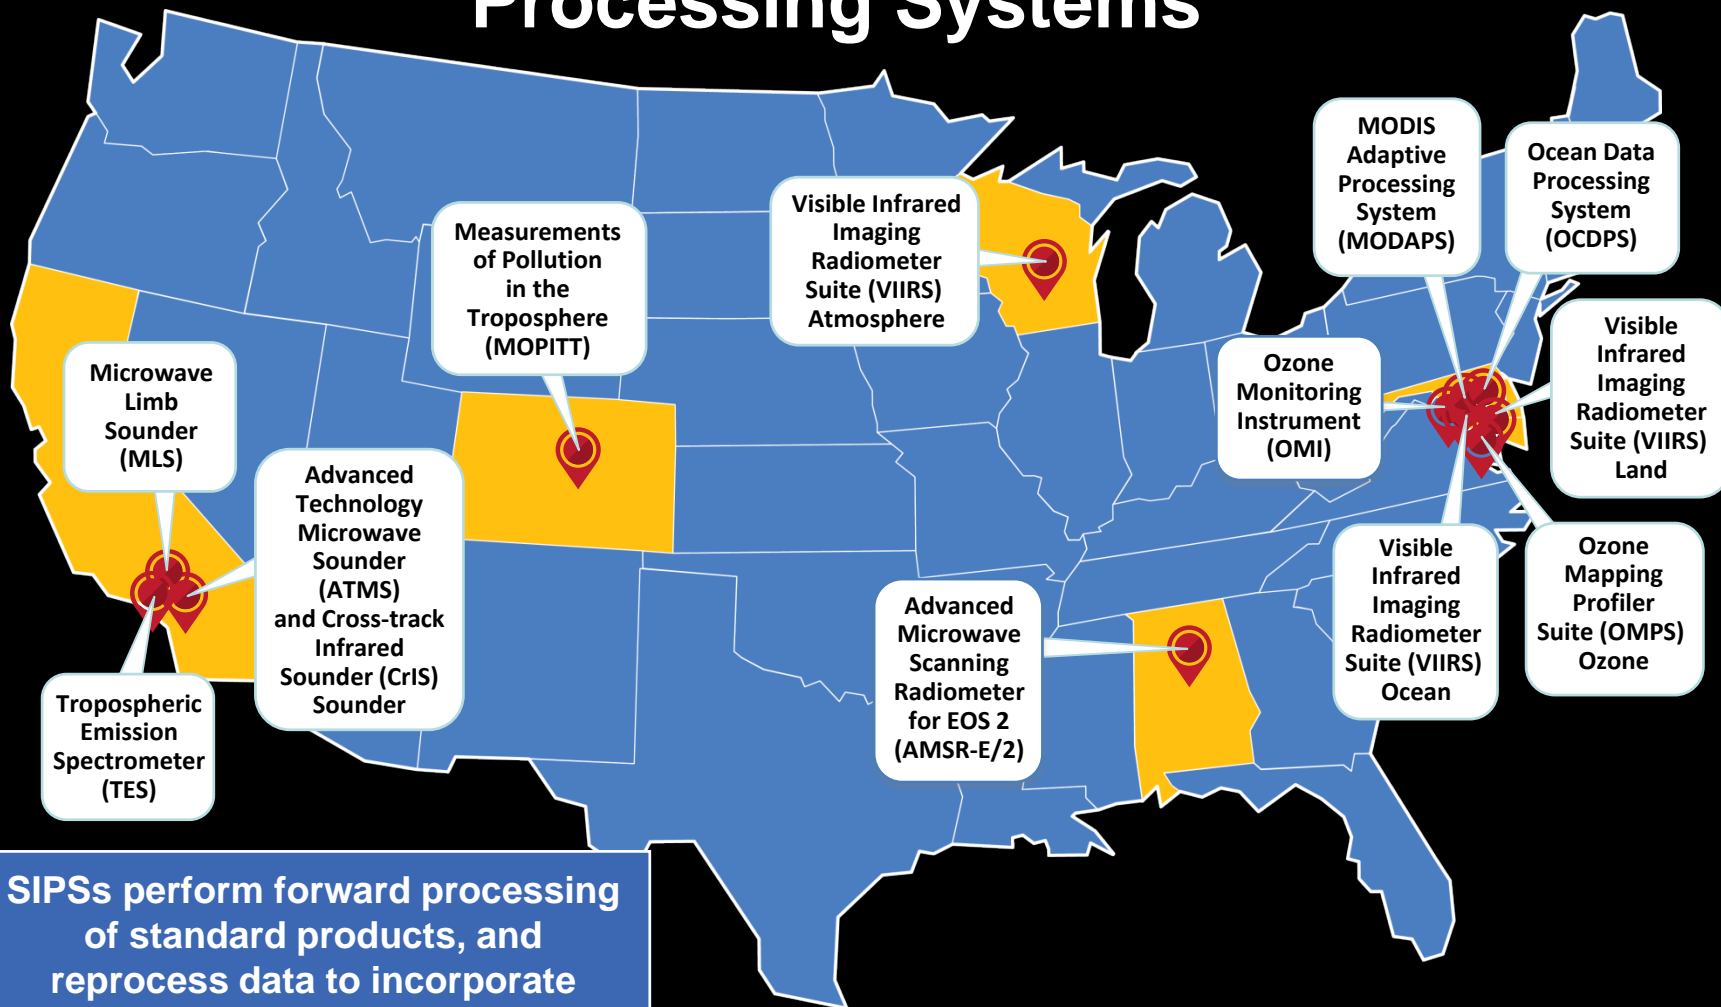 Processing Systems
MODIS
Adaptive
Processing
System
(MODAPS)
Ocean Data
Processing
System
(OCDPS)
Visible Infrared
Imaging
Radiometer
Suite (VIIRS)
Atmosphere
Measurements
of Pollution
in the
Troposphere
(MOPITT)
Visible
Infrared
Imaging
Radiometer
Suite (VIIRS)
Land
Microwave
Limb
Sounder
(MLS)
Ozone
Monitoring
Instrument
(OMI)
Advanced
Technology
Microwave
Sounder
(ATMS)
and Cross-track
Infrared
Sounder (CrIS)
Sounder
Visible
Infrared
Imaging
Radiometer
Suite (VIIRS)
Ocean
Ozone
Mapping
Profiler
Suite (OMPS)
Ozone
Advanced
Microwave
Scanning
Radiometer
for EOS 2
(AMSR-E/2)
Tropospheric
Emission
Spectrometer
(TES)
SIPSs perform forward processing
of standard products, and
reprocess data to incorporate